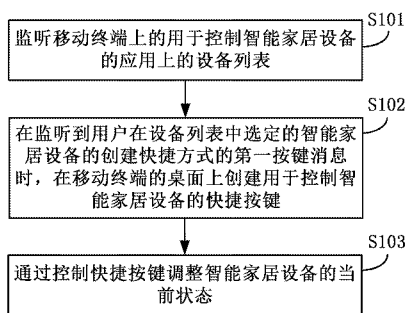 S101
监听移动终端上的用于控制智能家居设备
的应用上的设备列表
S102
在监听到用户在设备列表中选定的智能家
居设备的创建快捷方式的第一按键消息
时，在移动终端的桌面上创建用于控制智
能家居设备的快捷按键
S103
通过控制快捷按键调整智能家居设备的当
前状态